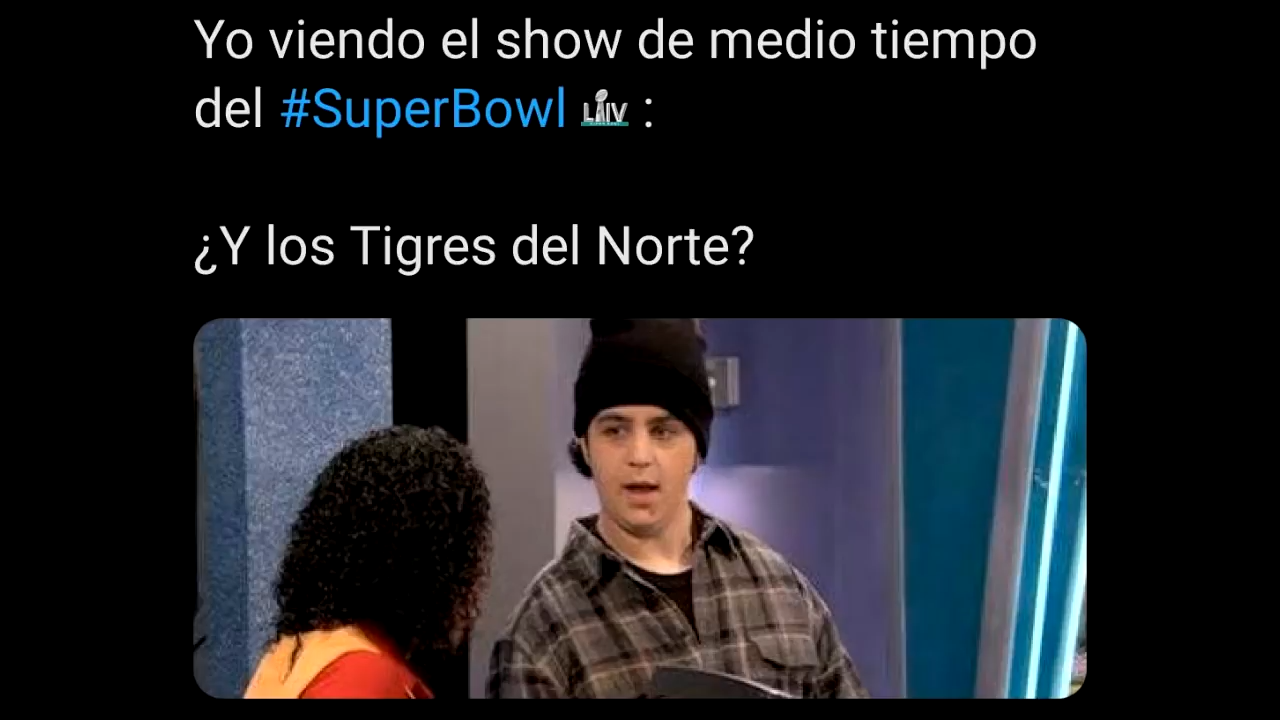 Yo viendo el show de medio tiempo
del #SuperBowl LIV :
¿Y los Tigres del Norte?